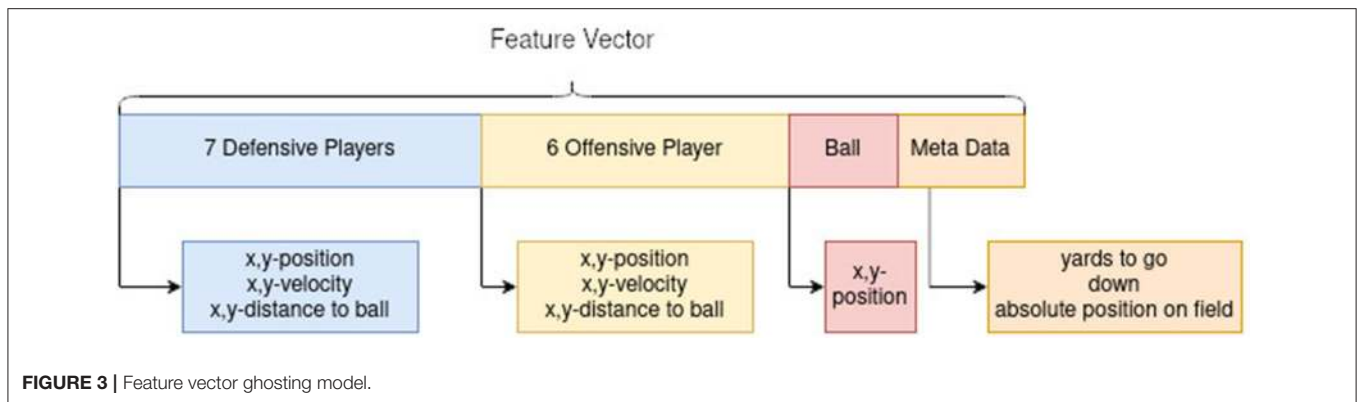 Feature Vector
7 Defensive Players
6 Offensive Player
Ball
Meta Data
x,y-position
x,y-velocity
x,y-distance to ball
x,y-position
x,y-velocity
x,y-distance to ball
x,y-
position
yards to go
down
absolute position on field
FIGURE 3 | Feature vector ghosting model.